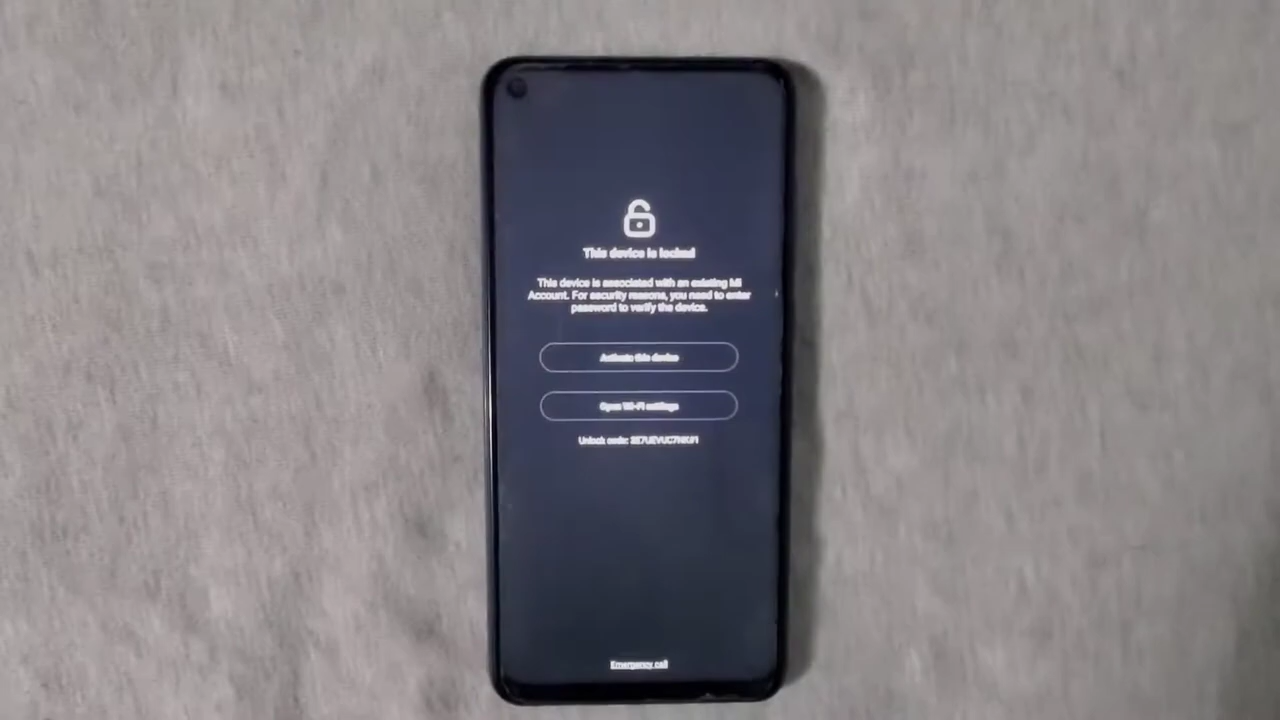 This device is locked
This device is associated with an existing Mi
Account. For security reasons, you need to enter
password to verify the device.
Activate this device
Open Wi-Fi settings
Unlock code:
Emergency call